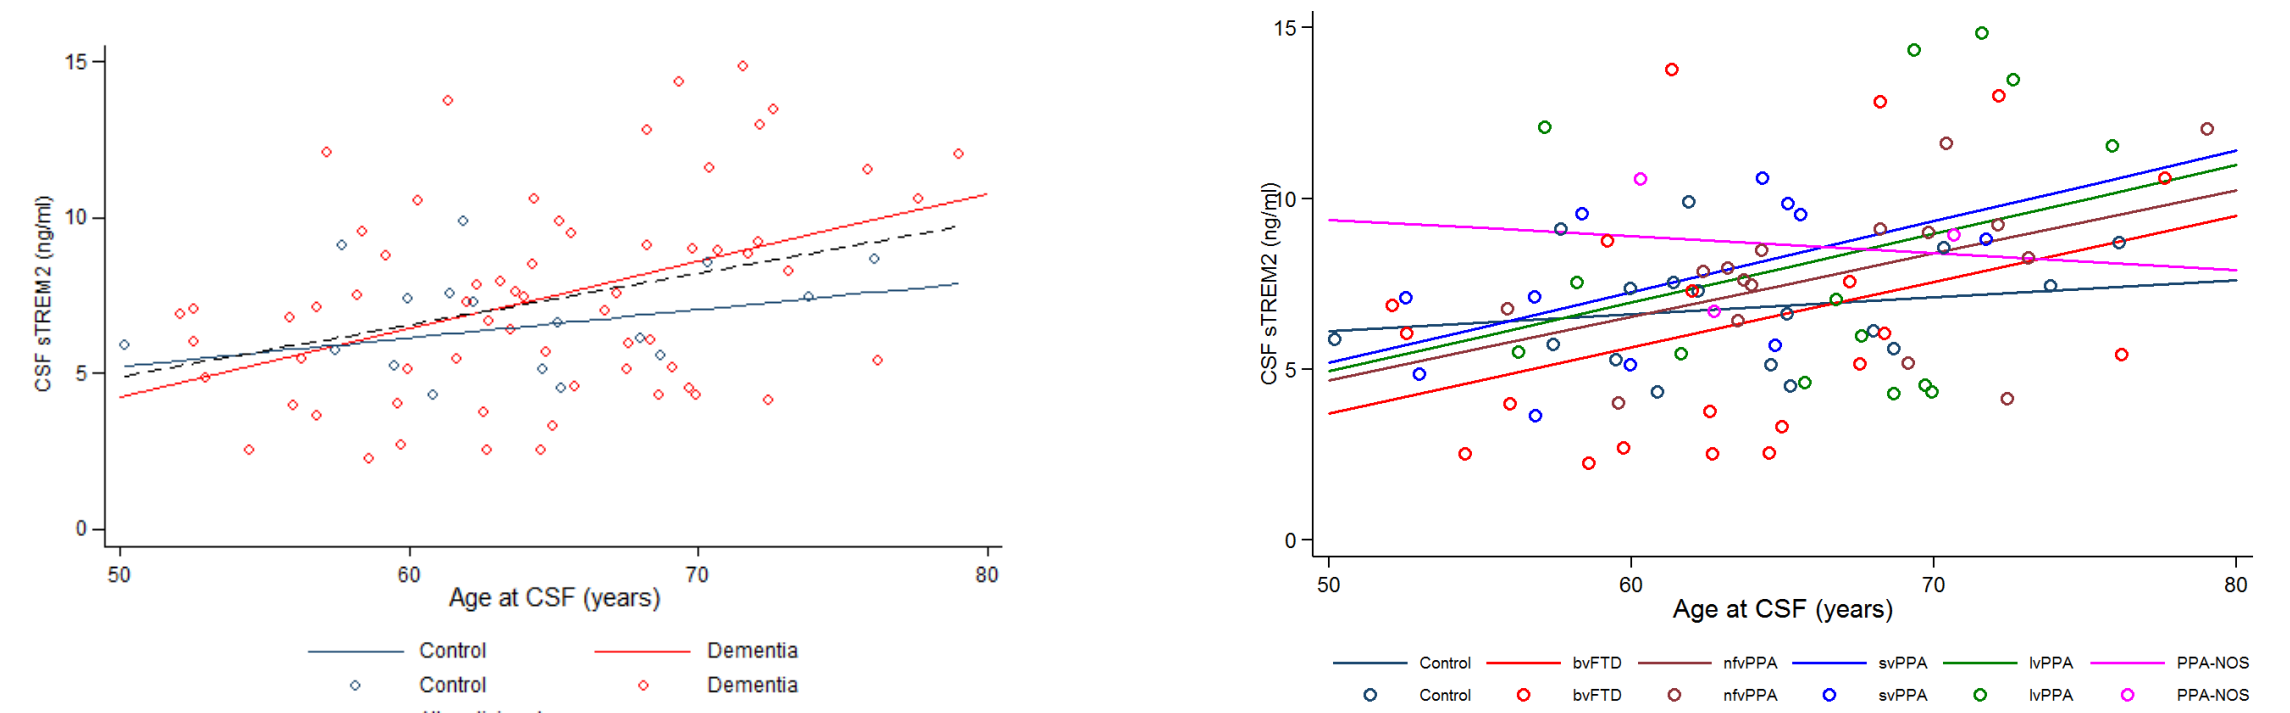 15
10
5
0
CSF sTREM2 (ng/ml)
50 60 70 80
Age at CSF (years)
Control Dementia
Control Dementia
15
10
5
0
CSF sTREM2 (ng/ml)
50 60 70 80
Age at CSF (years)
Control bvFTD nfvPPA svPPA lvPPA PPA-NOS
Control bvFTD nfvPPA svPPA lvPPA PPA-NOS